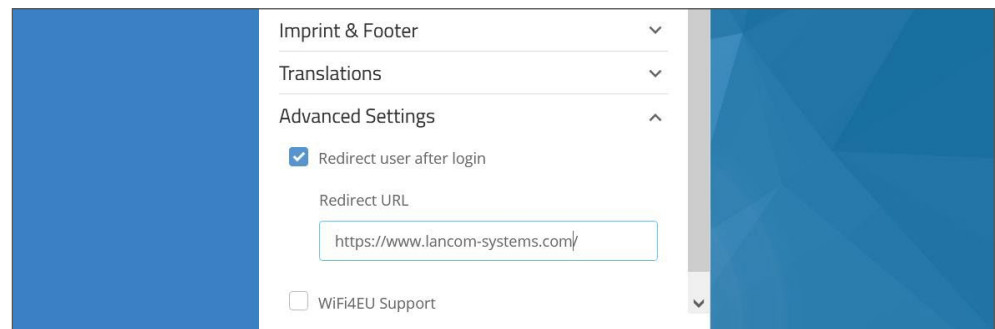 Imprint & Footer
Translations
Advanced Settings
Redirect user after login
Redirect URL
https://www.lancom-systems.com/
WiFi4EU Support